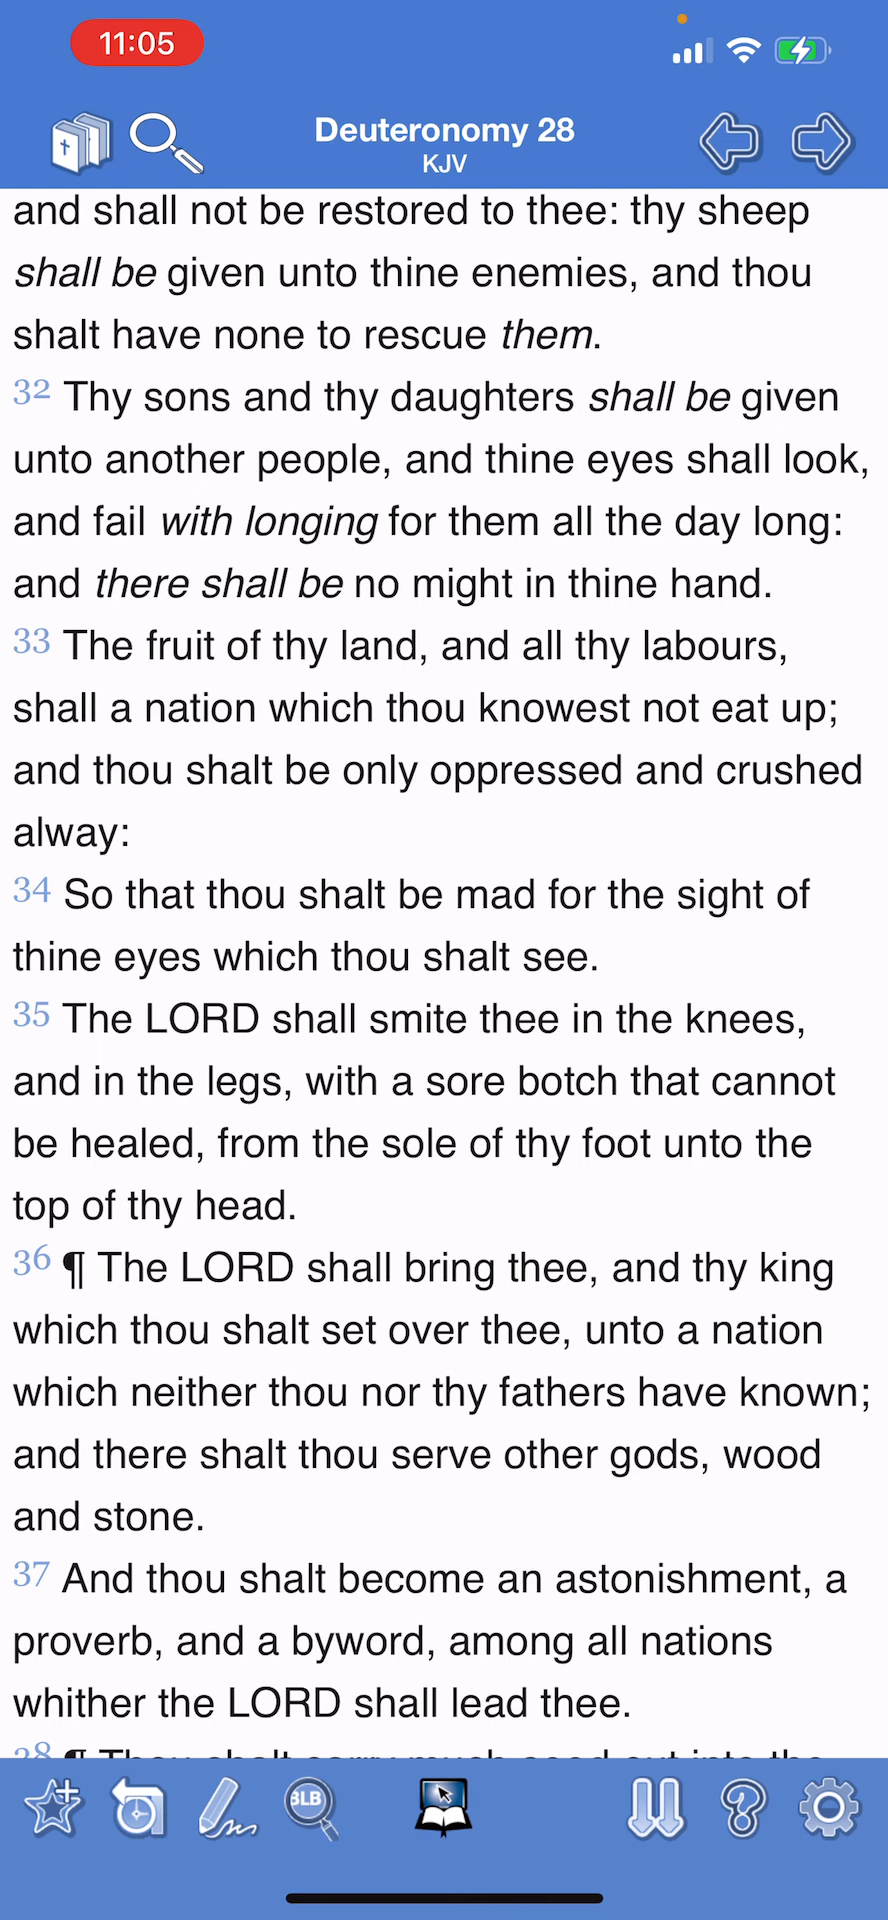 11:05
Deuteronomy 28
KJV
and shall not be restored to thee: thy sheep
shall be given unto thine enemies, and thou
shalt have none to rescue them.
32 Thy sons and thy daughters shall be given
unto another people, and thine eyes shall look,
and fail with longing for them all the day long:
and there shall be no might in thine hand.
33 The fruit of thy land, and all thy labours,
shall a nation which thou knowest not eat up;
and thou shalt be only oppressed and crushed
alway:
34 So that thou shalt be mad for the sight of
thine eyes which thou shalt see.
35 The LORD shall smite thee in the knees,
and in the legs, with a sore botch that cannot
be healed, from the sole of thy foot unto the
top of thy head.
36 ¶ The LORD shall bring thee, and thy king
which thou shalt set over thee, unto a nation
which neither thou nor thy fathers have known;
and there shalt thou serve other gods, wood
and stone.
37 And thou shalt become an astonishment, a
proverb, and a byword, among all nations
whither the LORD shall lead thee.
38 ¶ Thou shalt carry much seed out into the
BLB